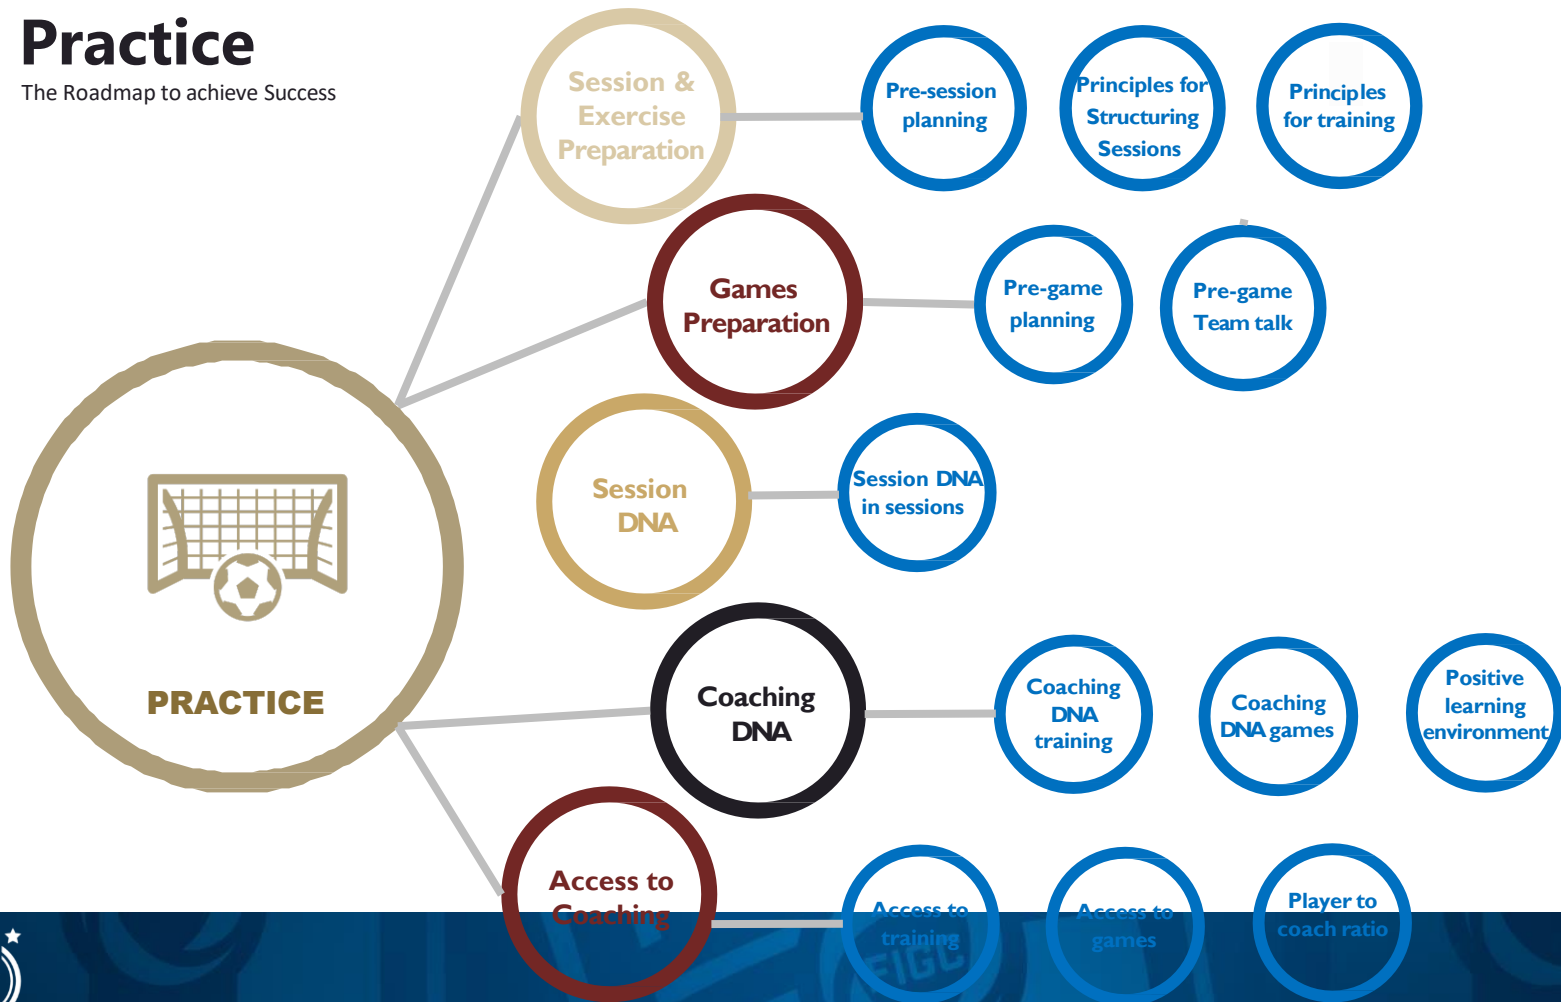 Practice
The Roadmap to achieve Success
Session &
Exercise
Preparation
Pre-session
planning
Principles for
Structuring
Sessions
Principles
for training
Games
Preparation
Pre-game
planning
Pre-game
Team talk
Session
DNA
Session DNA
in sessions
PRACTICE
Coaching
DNA
Coaching
DNA
training
Coaching
DNA games
Positive
learning
environment
Access to
Coaching
Access to
training
Access to
games
Player to
coach ratio
FIGC